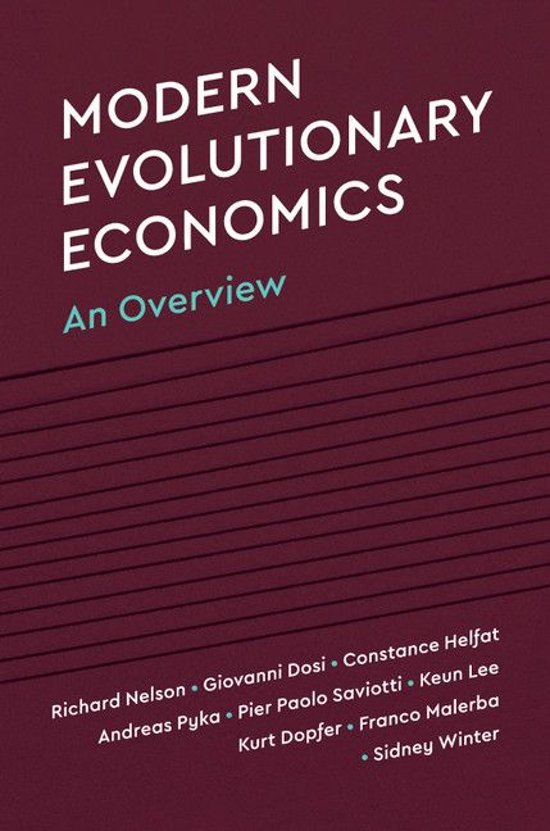 MODERN
EVOLUTIONARY
ECONOMICS
An Overview
Richard Nelson • Giovanni Dosi • Constance Helfat
Andreas Pyka • Pier Paolo Saviotti • Keun Lee
Kurt Dopfer • Franco Malerba
• Sidney Winter